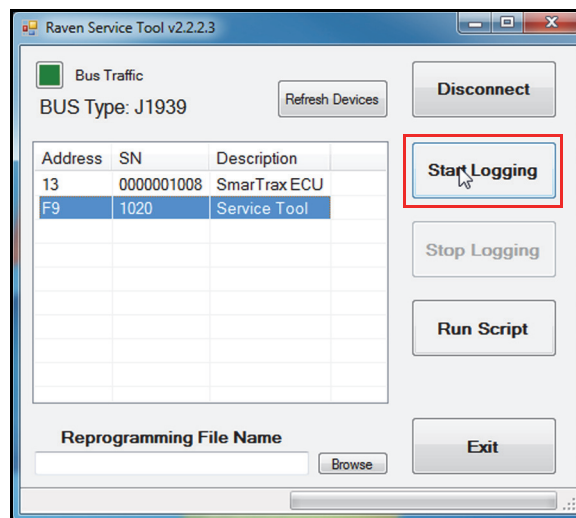 Raven Service Tool v2.2.2.3
Bus Traffic
BUS Type: J1939
Refresh Devices
Disconnect
Address SN Description
13 0000001008 SmarTrax ECU
F9 1020 Service Tool
Start Logging
Stop Logging
Run Script
Reprogramming File Name
Browse
Exit